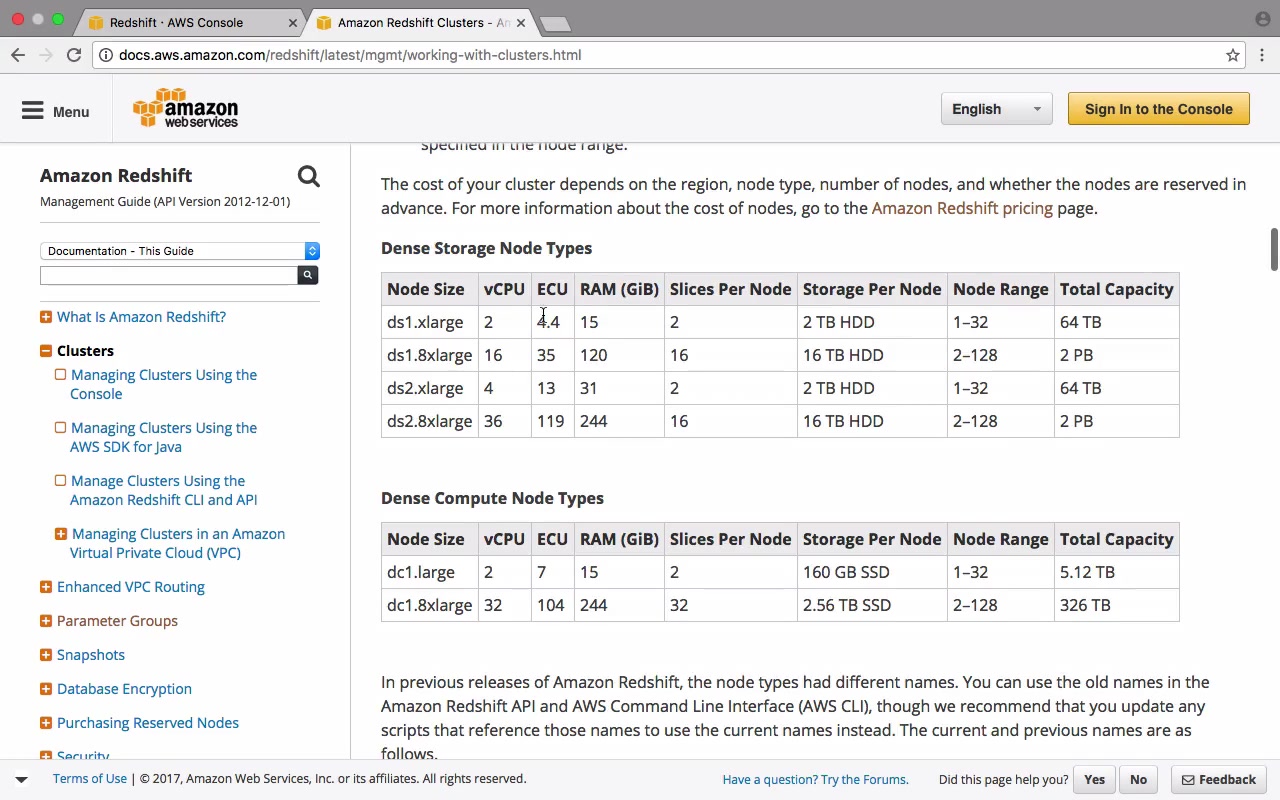 Redshift · AWS Console
Amazon Redshift Clusters - Am
docs.aws.amazon.com/redshift/latest/mgmt/working-with-clusters.html
Menu
amazon
webservices
English
Sign In to the Console
Amazon Redshift
Management Guide (API Version 2012-12-01)
Documentation - This Guide
What Is Amazon Redshift?
Clusters
Managing Clusters Using the
Console
Managing Clusters Using the
AWS SDK for Java
Manage Clusters Using the
Amazon Redshift CLI and API
Managing Clusters in an Amazon
Virtual Private Cloud (VPC)
Enhanced VPC Routing
Parameter Groups
Snapshots
Database Encryption
Purchasing Reserved Nodes
Security
specified in the node range.
The cost of your cluster depends on the region, node type, number of nodes, and whether the nodes are reserved in
advance. For more information about the cost of nodes, go to the Amazon Redshift pricing page.
Dense Storage Node Types
Node Size vCPU ECU RAM (GiB) Slices Per Node Storage Per Node Node Range Total Capacity
ds1.xlarge 2 4.4 15 2 2 TB HDD 1–32 64 TB
ds1.8xlarge 16 35 120 16 16 TB HDD 2–128 2 PB
ds2.xlarge 4 13 31 2 2 TB HDD 1–32 64 TB
ds2.8xlarge 36 119 244 16 16 TB HDD 2–128 2 PB
Dense Compute Node Types
Node Size vCPU ECU RAM (GiB) Slices Per Node Storage Per Node Node Range Total Capacity
dc1.large 2 7 15 2 160 GB SSD 1–32 5.12 TB
dc1.8xlarge 32 104 244 32 2.56 TB SSD 2–128 326 TB
In previous releases of Amazon Redshift, the node types had different names. You can use the old names in the
Amazon Redshift API and AWS Command Line Interface (AWS CLI), though we recommend that you update any
scripts that reference those names to use the current names instead. The current and previous names are as
follows.
Terms of Use | © 2017, Amazon Web Services, Inc. or its affiliates. All rights reserved.
Have a question? Try the Forums.
Did this page help you?
Yes
No
Feedback